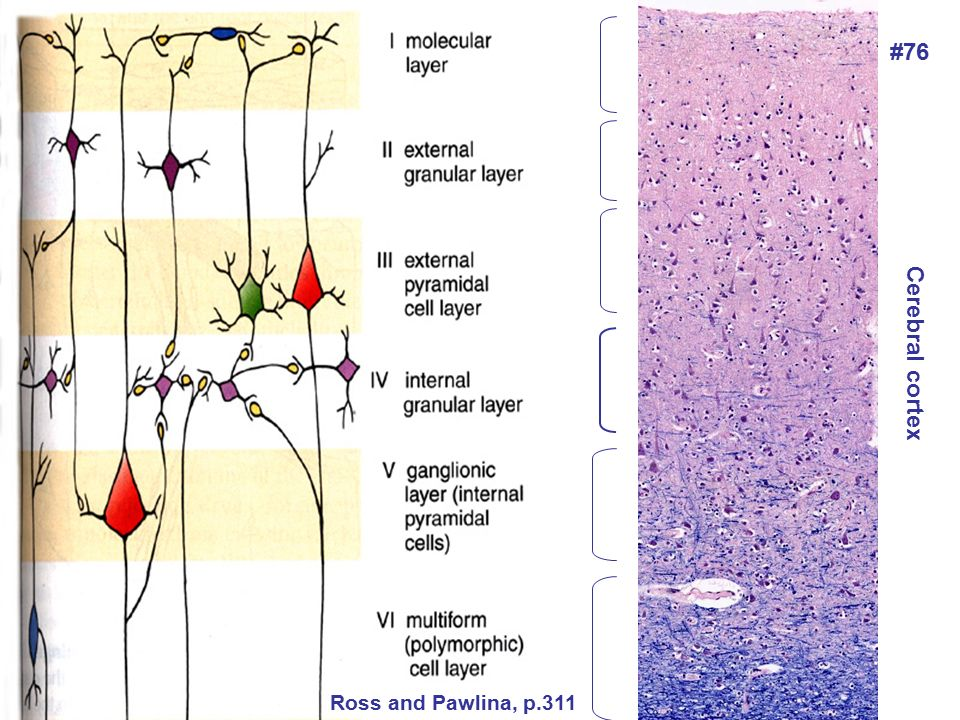 I molecular
layer
#76
II external
granular layer
III external
pyramidal
cell layer
Cerebral cortex
IV internal
granular layer
V ganglionic
layer (internal
pyramidal
cells)
VI multiform
(polymorphic)
cell layer
Ross and Pawlina, p.311